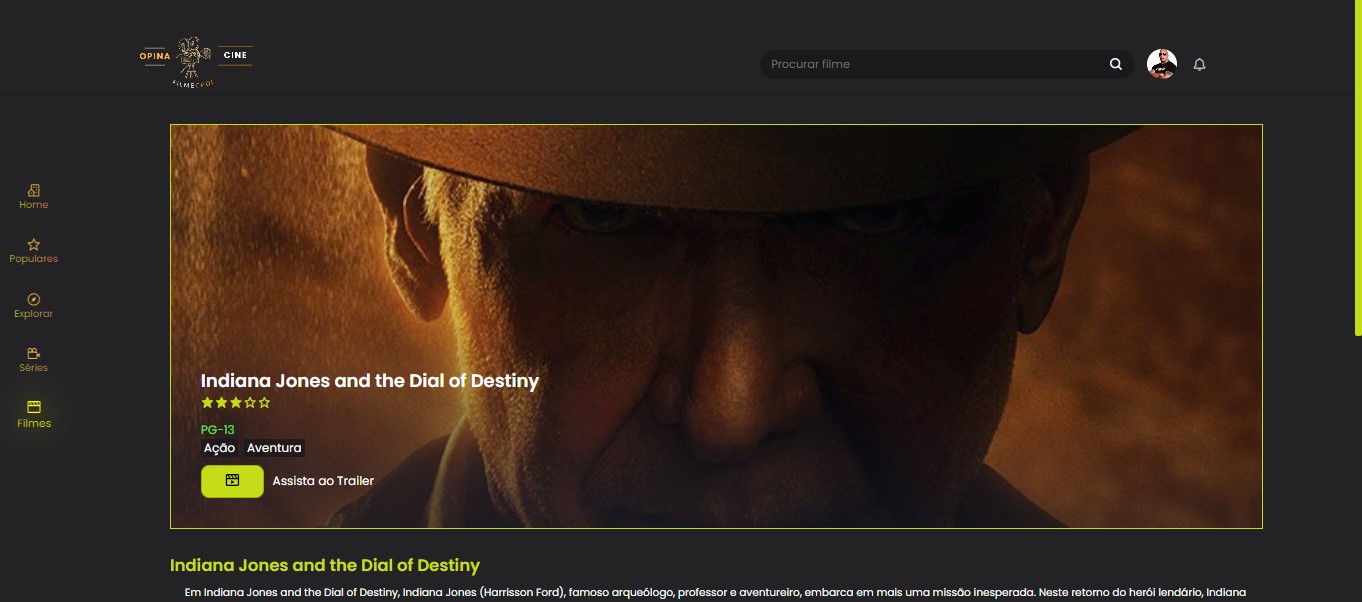 OPINA CINE
FILMECPOI
Procurar filme
Home
Populares
Explorar
Séries
Filmes
Indiana Jones and the Dial of Destiny
PG-13
Ação Aventura
Assista ao Trailer
Indiana Jones and the Dial of Destiny
Em Indiana Jones and the Dial of Destiny, Indiana Jones (Harrisson Ford), famoso arqueólogo, professor e aventureiro, embarca em mais uma missão inesperada. Neste retorno do herói lendário, Indiana